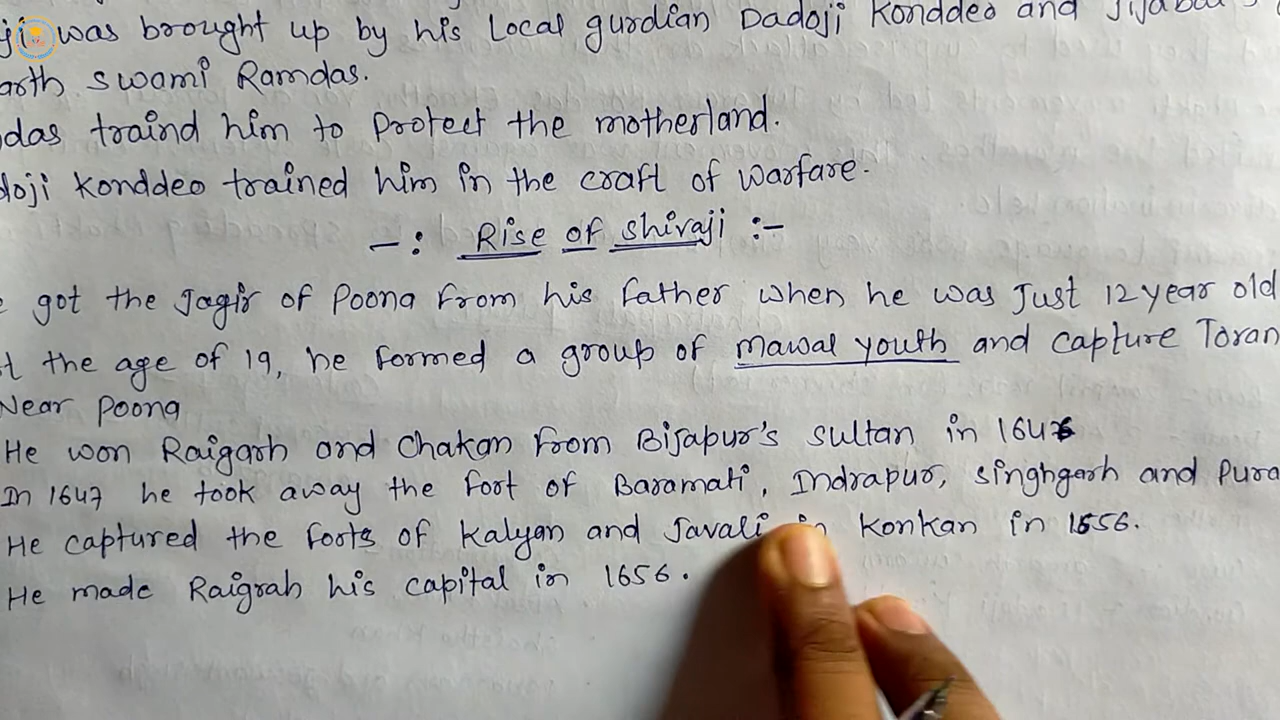 ji was brought up by his Local gurdian Dadoji Konddeo and
arth swami Ramdas.
das traind him to Protect the motherland.
doji Konddeo trained him in the craft of warfare.
-: Rise of shivaji :-
got the Jagir of Poona from his father when he was Just 12 year old
t the age of 19, he formed a group of mawal youth and capture Toran
Near Poona
He won Raigarh and Chakan from Bijapur's sultan in
In 1647 he took away the fort of Baramati, Indrapur, singhgarh and Pura
He captured the forts of Kalyan and Javali in Konkan in 1656.
He made Raigrah his capital in 1656.